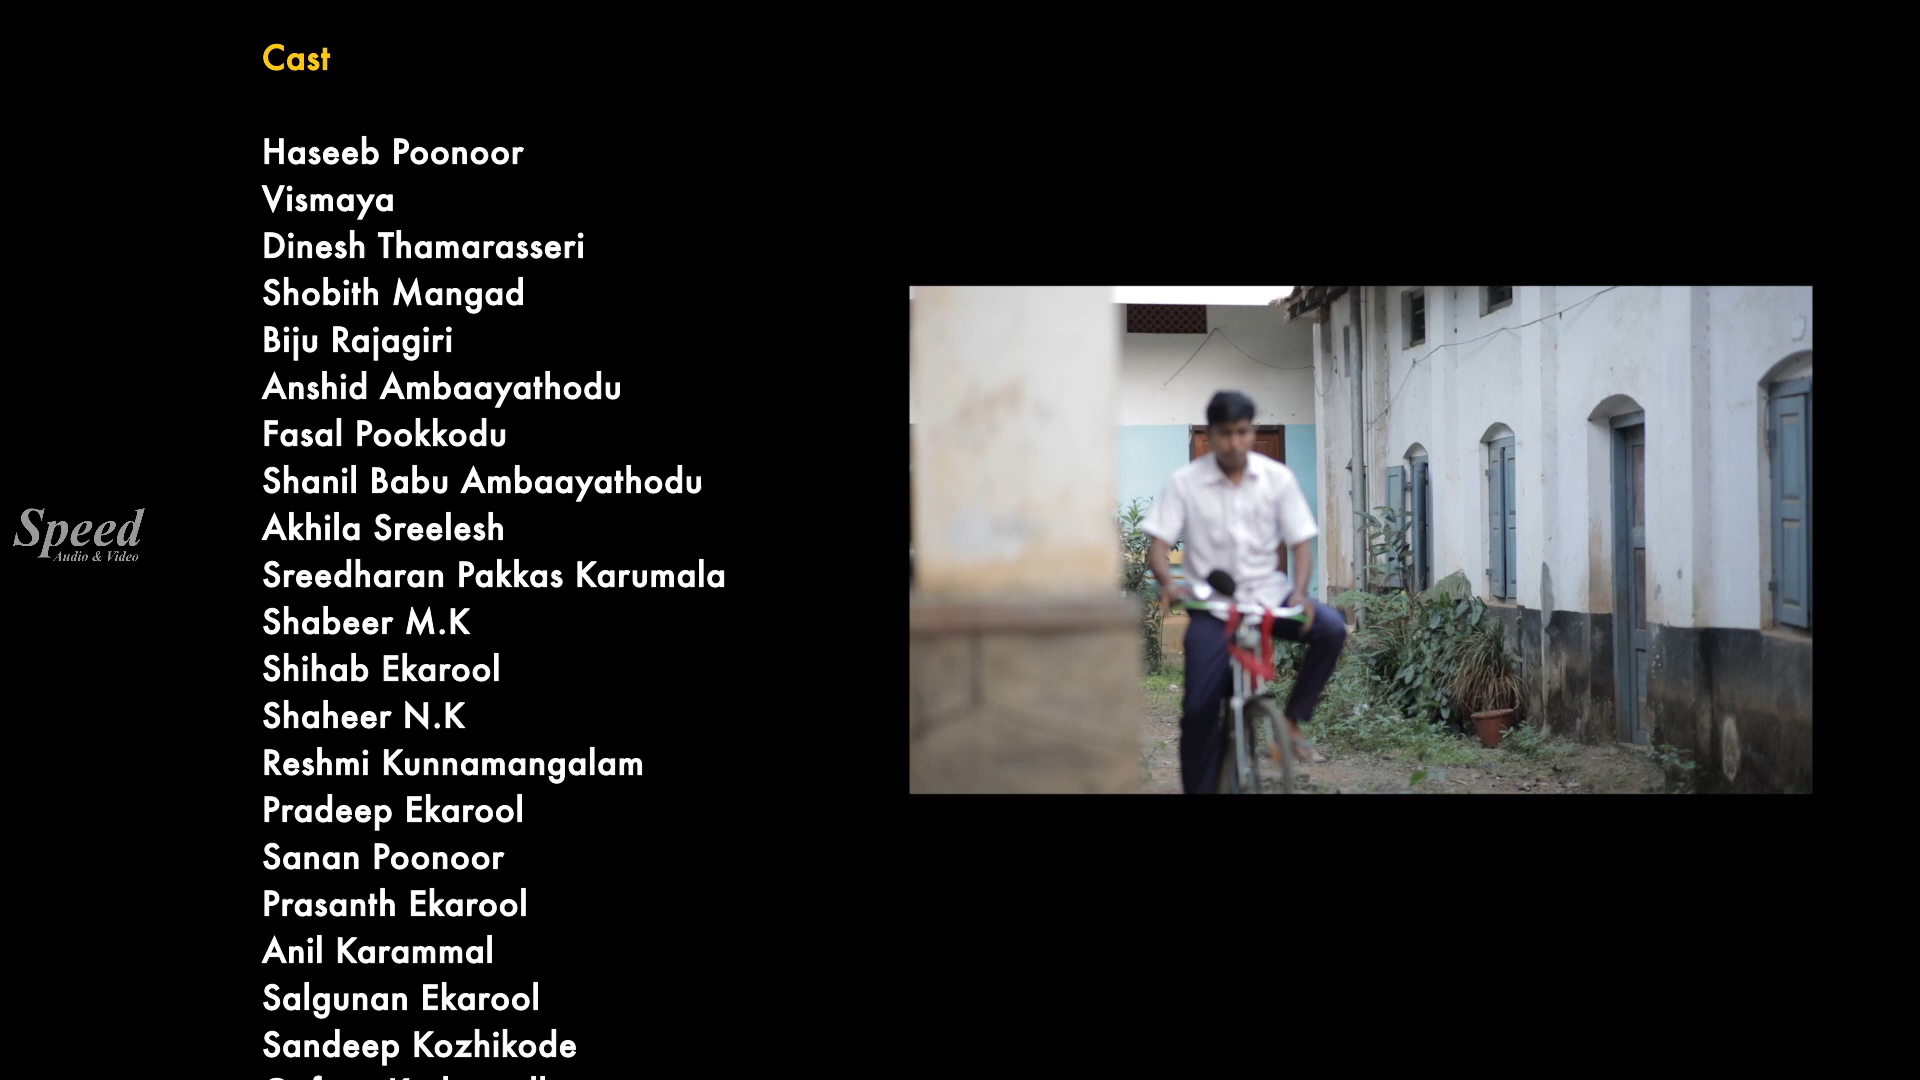 Cast
Haseeb Poonoor
Vismaya
Dinesh Thamarasseri
Shobith Mangad
Biju Rajagiri
Anshid Ambaayathodu
Fasal Pookkodu
Shanil Babu Ambaayathodu
Akhila Sreelesh
Sreedharan Pakkas Karumala
Shabeer M.K
Shihab Ekarool
Shaheer N.K
Reshmi Kunnamangalam
Pradeep Ekarool
Sanan Poonoor
Prasanth Ekarool
Anil Karammal
Salgunan Ekarool
Sandeep Kozhikode
Speed
Audio & Video